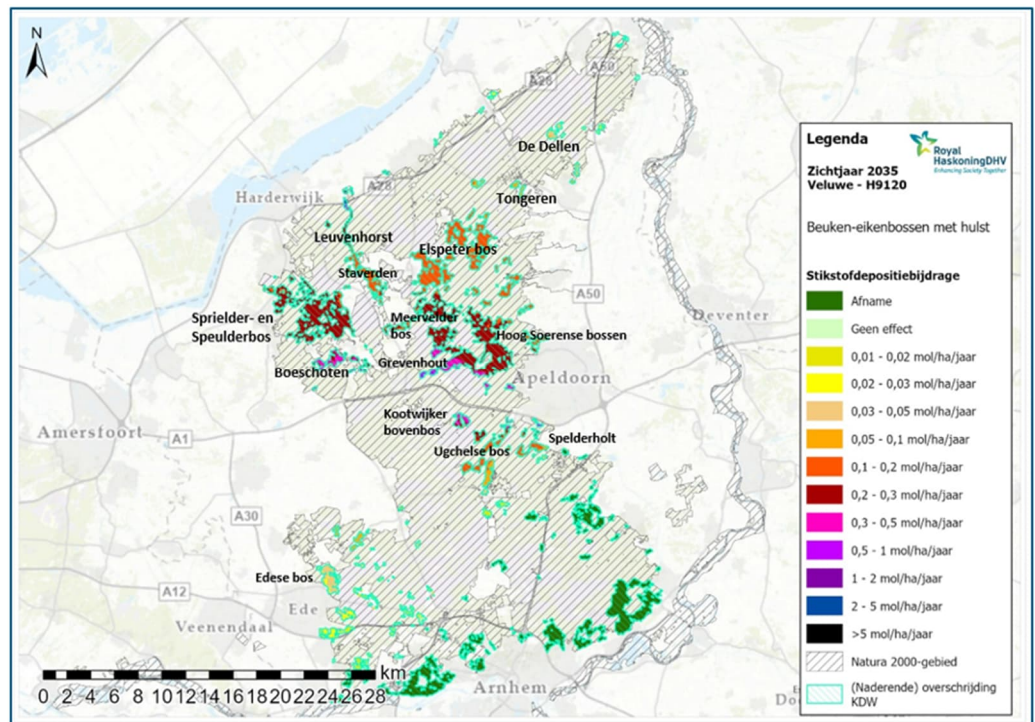 N
A28
A50
De Dellen
Harderwijk
A28
Tongeren
Leuvenhorst
Elspeter bos
Staverden
A50
Deventer
Sprielder- en
Speulderbos
Meervelder
bos
Hoog Soerense bossen
Boeschoten
Grevenhout
Apeldoorn
Kootwijker
bovenbos
Amersfoort
A1
Ugchelse bos
Spelderholt
A30
Edese bos
A12
Ede
Veenendaal
Arnhem
km
0 2 4 6 8 10 12 14 16 18 20 22 24 26 28
Legenda
Royal
HaskoningDHV
Enhancing Society Together
Zichtjaar 2035
Veluwe - H9120
Beuken-eikenbossen met hulst
Stikstofdepositiebijdrage
Afname
Geen effect
0,01 - 0,02 mol/ha/jaar
0,02 - 0,03 mol/ha/jaar
0,03 - 0,05 mol/ha/jaar
0,05 - 0,1 mol/ha/jaar
0,1 - 0,2 mol/ha/jaar
0,2 - 0,3 mol/ha/jaar
0,3 - 0,5 mol/ha/jaar
0,5 - 1 mol/ha/jaar
1 - 2 mol/ha/jaar
2 - 5 mol/ha/jaar
>5 mol/ha/jaar
Natura 2000-gebied
(Naderende) overschrijding
KDW